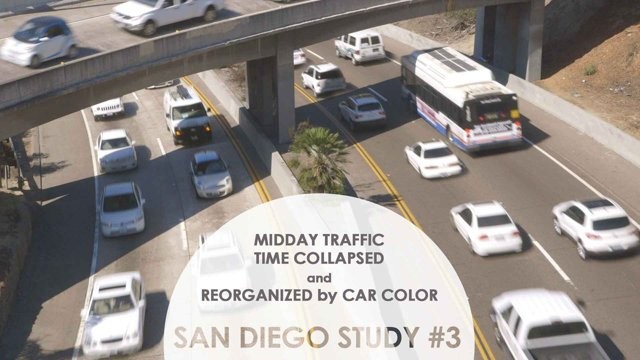 MIDDAY TRAFFIC
TIME COLLAPSED
and
REORGANIZED by CAR COLOR
SAN DIEGO STUDY #3